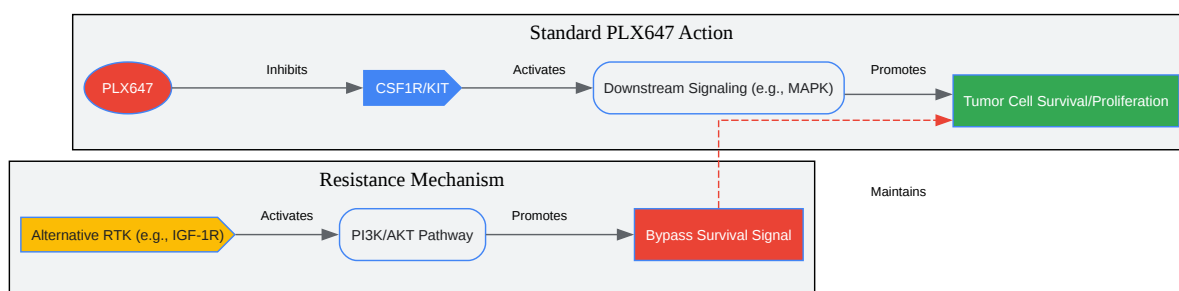 Standard PLX647 Action
PLX647
Inhibits
CSF1R/KIT
Activates
Downstream Signaling (e.g., MAPK)
Promotes
Tumor Cell Survival/Proliferation
Resistance Mechanism
Alternative RTK (e.g., IGF-1R)
Activates
PI3K/AKT Pathway
Promotes
Bypass Survival Signal
Maintains